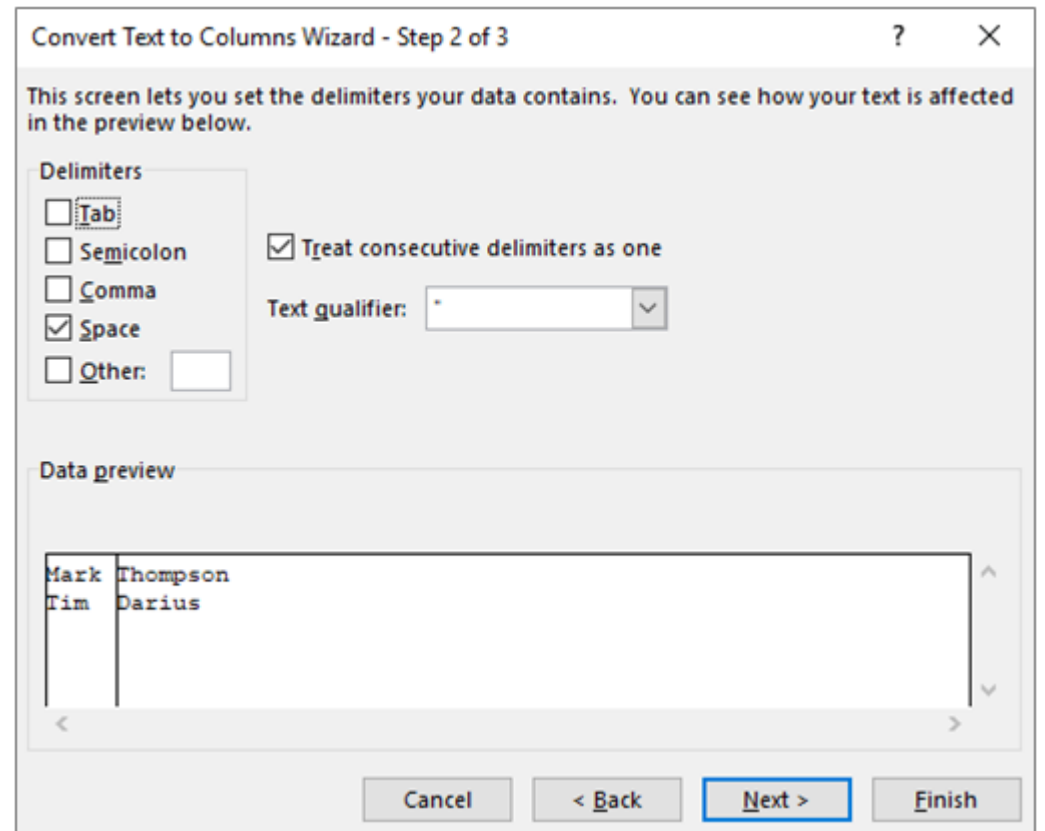 Convert Text to Columns Wizard - Step 2 of 3 ?
This screen lets you set the delimiters your data contains. You can see how your text is affected
in the preview below.
Delimiters
Tab
Semicolon
Comma
Space
Other:
Treat consecutive delimiters as one
Text qualifier: "
Data preview
Mark Thompson
Tim Darius
Cancel < Back Next > Finish